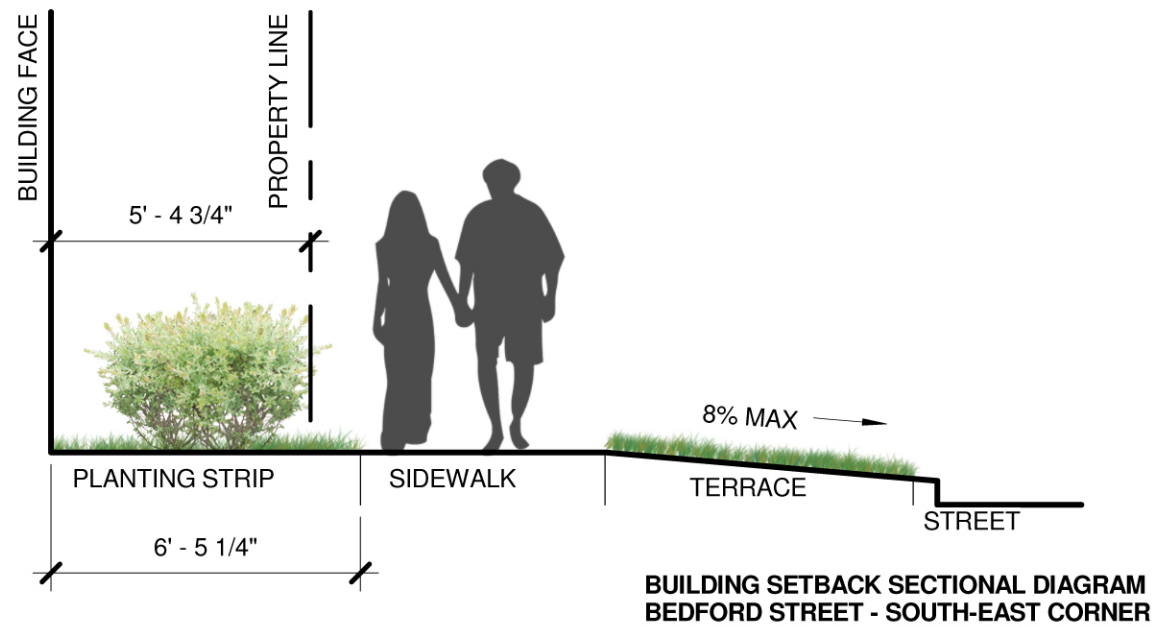 BUILDING FACE
PROPERTY LINE
5' - 4 3/4"
8% MAX
PLANTING STRIP
SIDEWALK
TERRACE
STREET
6' - 5 1/4"
BUILDING SETBACK SECTIONAL DIAGRAM
BEDFORD STREET - SOUTH-EAST CORNER